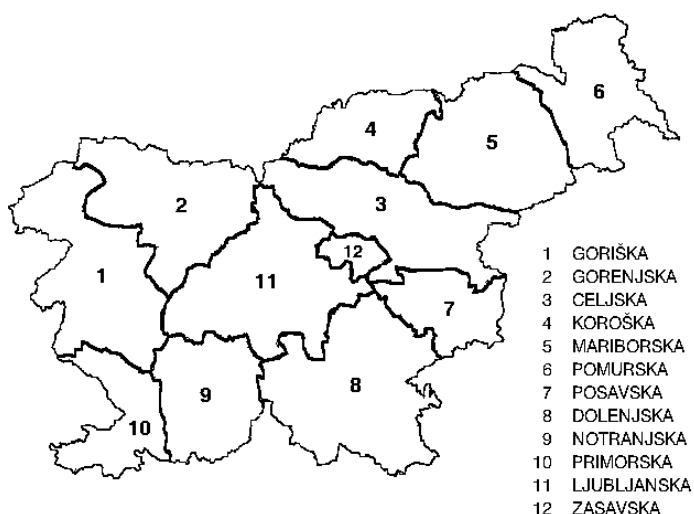 6
4
5
2
3
12
1
11
7
8
9
10
1 GORIŠKA
2 GORENJSKA
3 CELJSKA
4 KOROŠKA
5 MARIBORSKA
6 POMURSKA
7 POSAVSKA
8 DOLENJSKA
9 NOTRANJSKA
10 PRIMORSKA
11 LJUBLJANSKA
12 ZASAVSKA